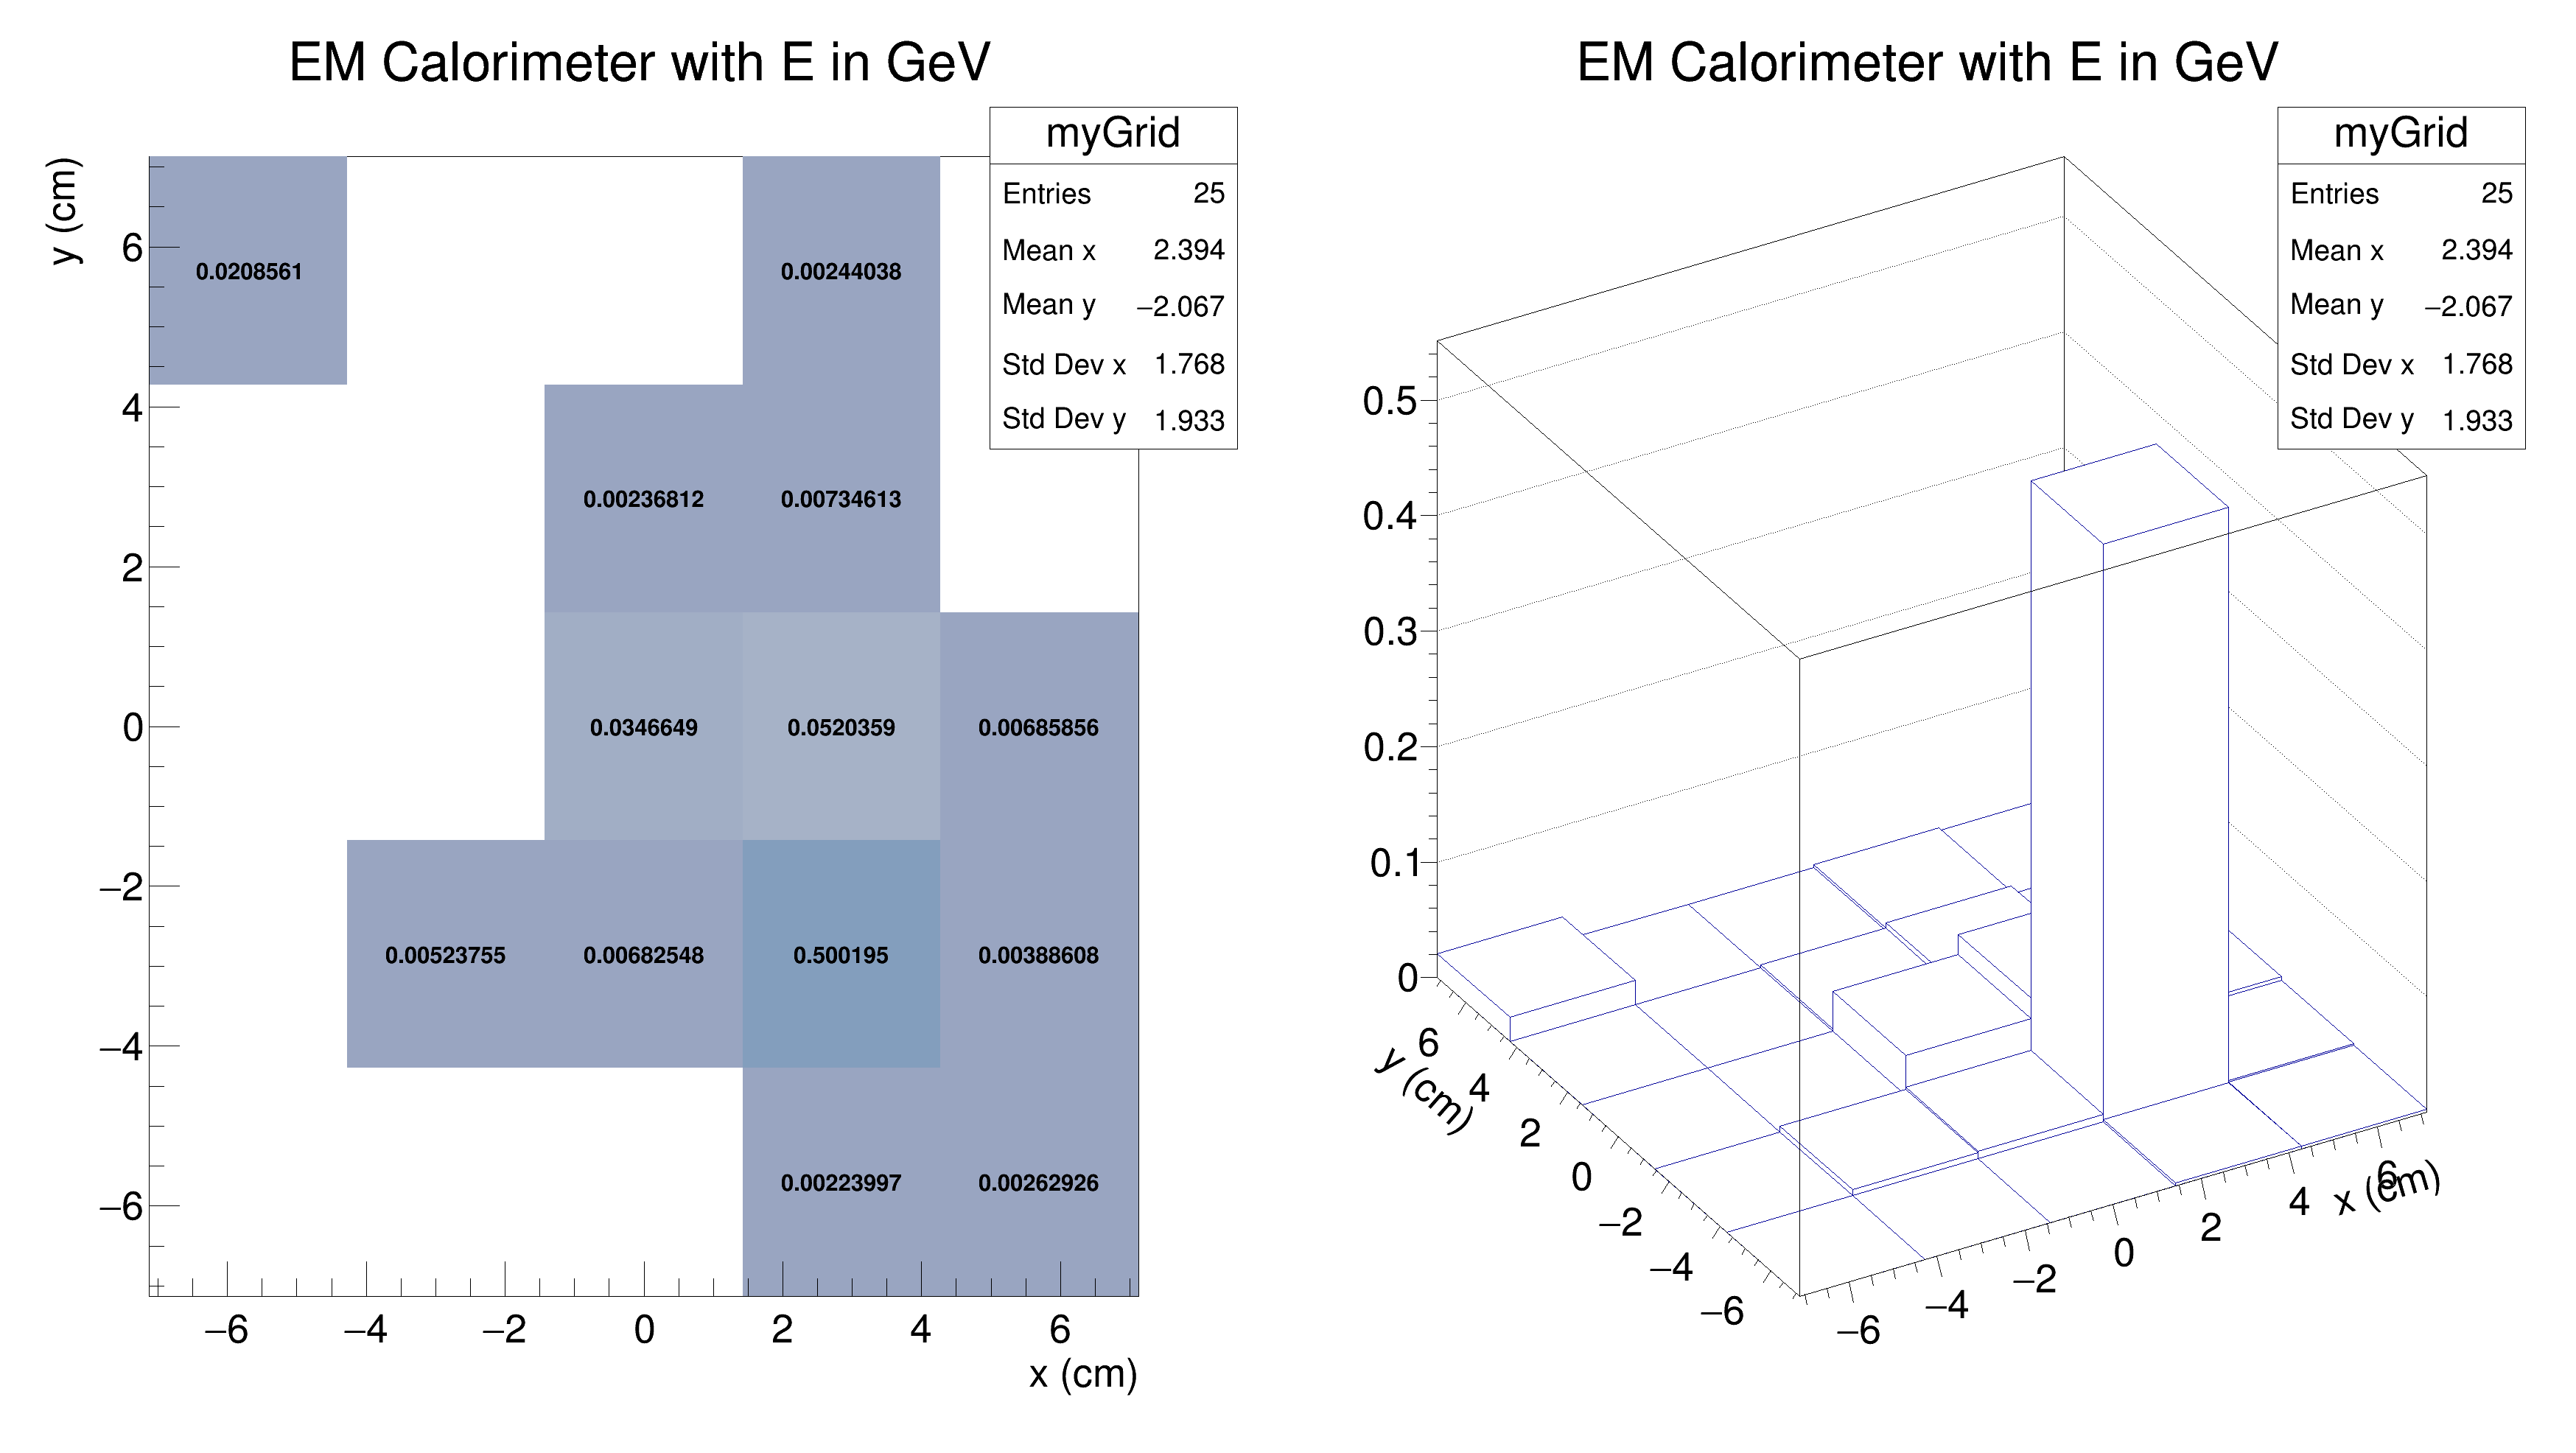 EM Calorimeter with E in GeV
myGrid
Entries 25
Mean x 2.394
Mean y −2.067
Std Dev x 1.768
Std Dev y 1.933
y (cm)
6
4
2
0
−2
−4
−6
0.0208561
0.00244038
0.00236812
0.00734613
0.0346649
0.0520359
0.00685856
0.00523755
0.00682548
0.500195
0.00388608
0.00223997
0.00262926
−6
−4
−2
0
2
4
6
x (cm)
EM Calorimeter with E in GeV
myGrid
Entries 25
Mean x 2.394
Mean y −2.067
Std Dev x 1.768
Std Dev y 1.933
0.5
0.4
0.3
0.2
0.1
0
6
4
2
0
−2
−4
−6
y (cm)
−6
−4
−2
0
2
4
6
x (cm)